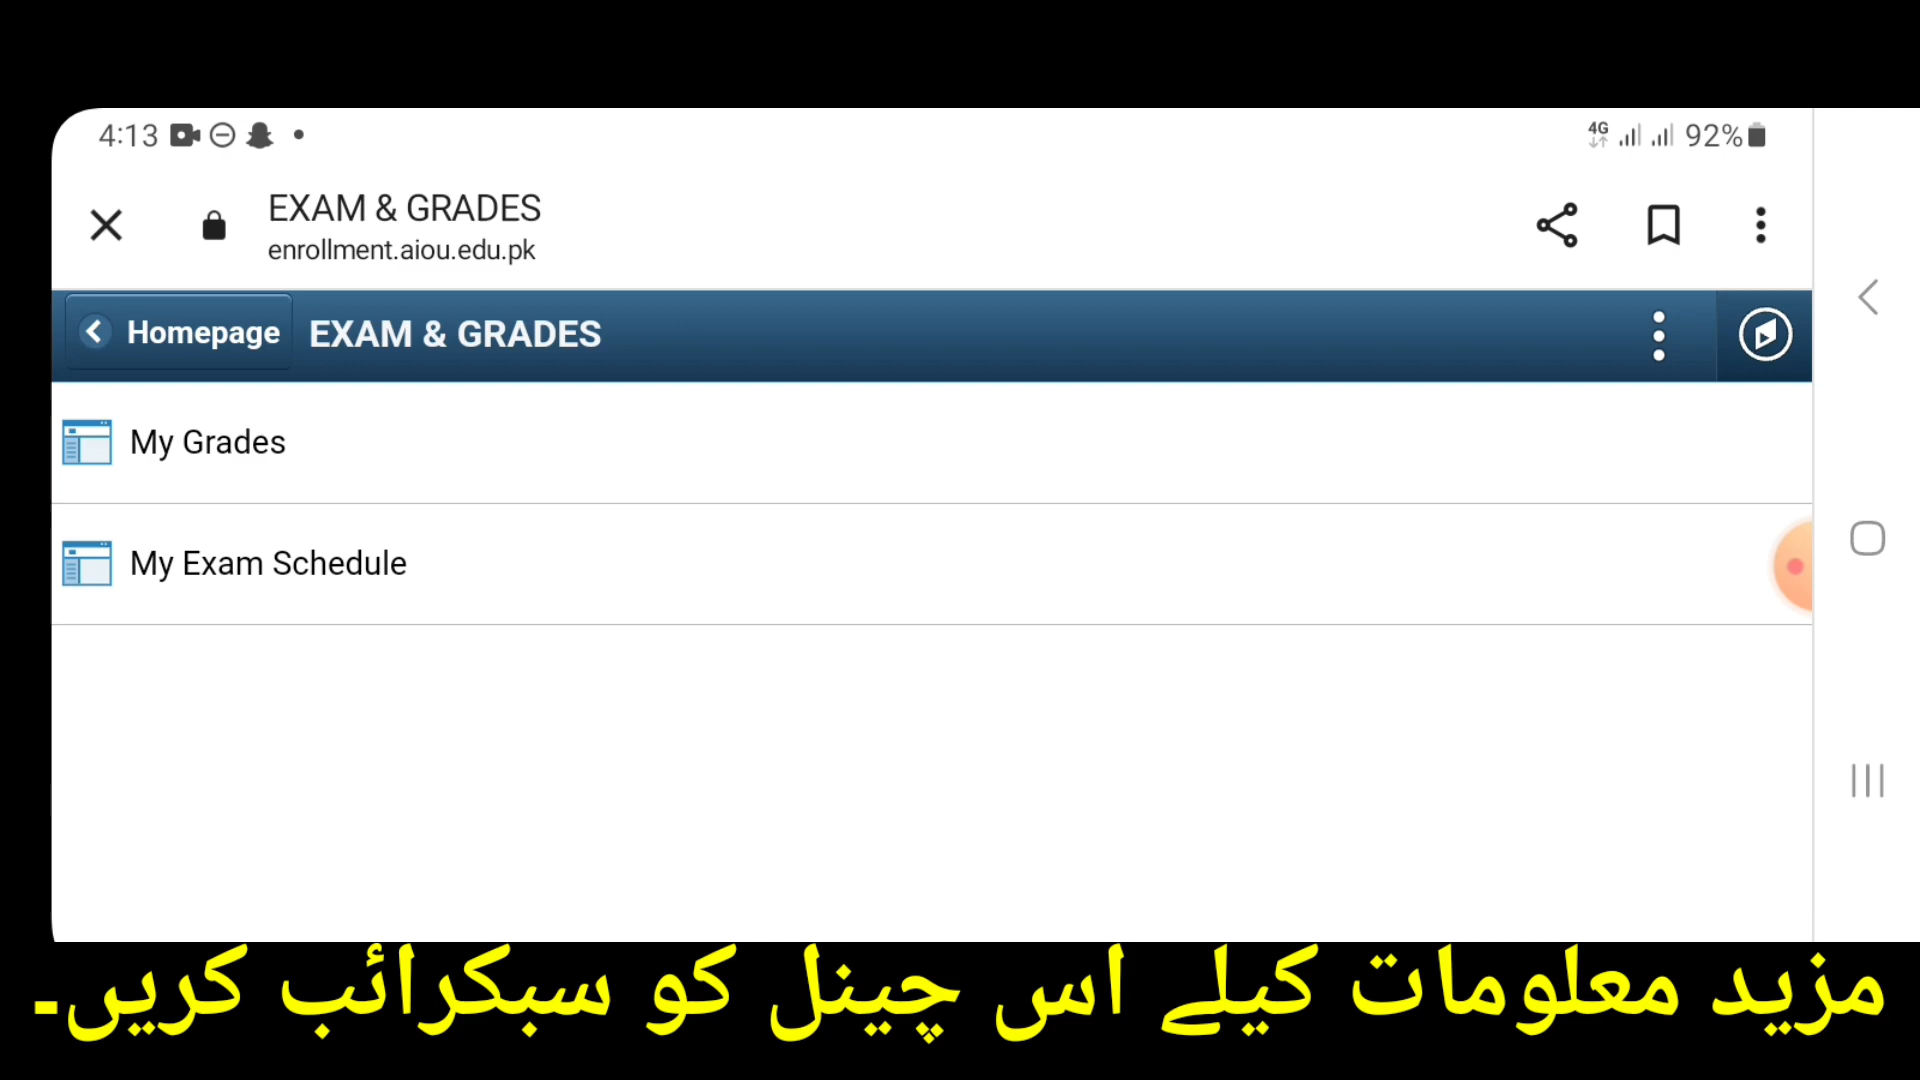 4:13
4G 92%
EXAM & GRADES
enrollment.aiou.edu.pk
Homepage EXAM & GRADES
My Grades
My Exam Schedule
مزید معلومات کیلے اس چینل کو سبکرائب کریں۔